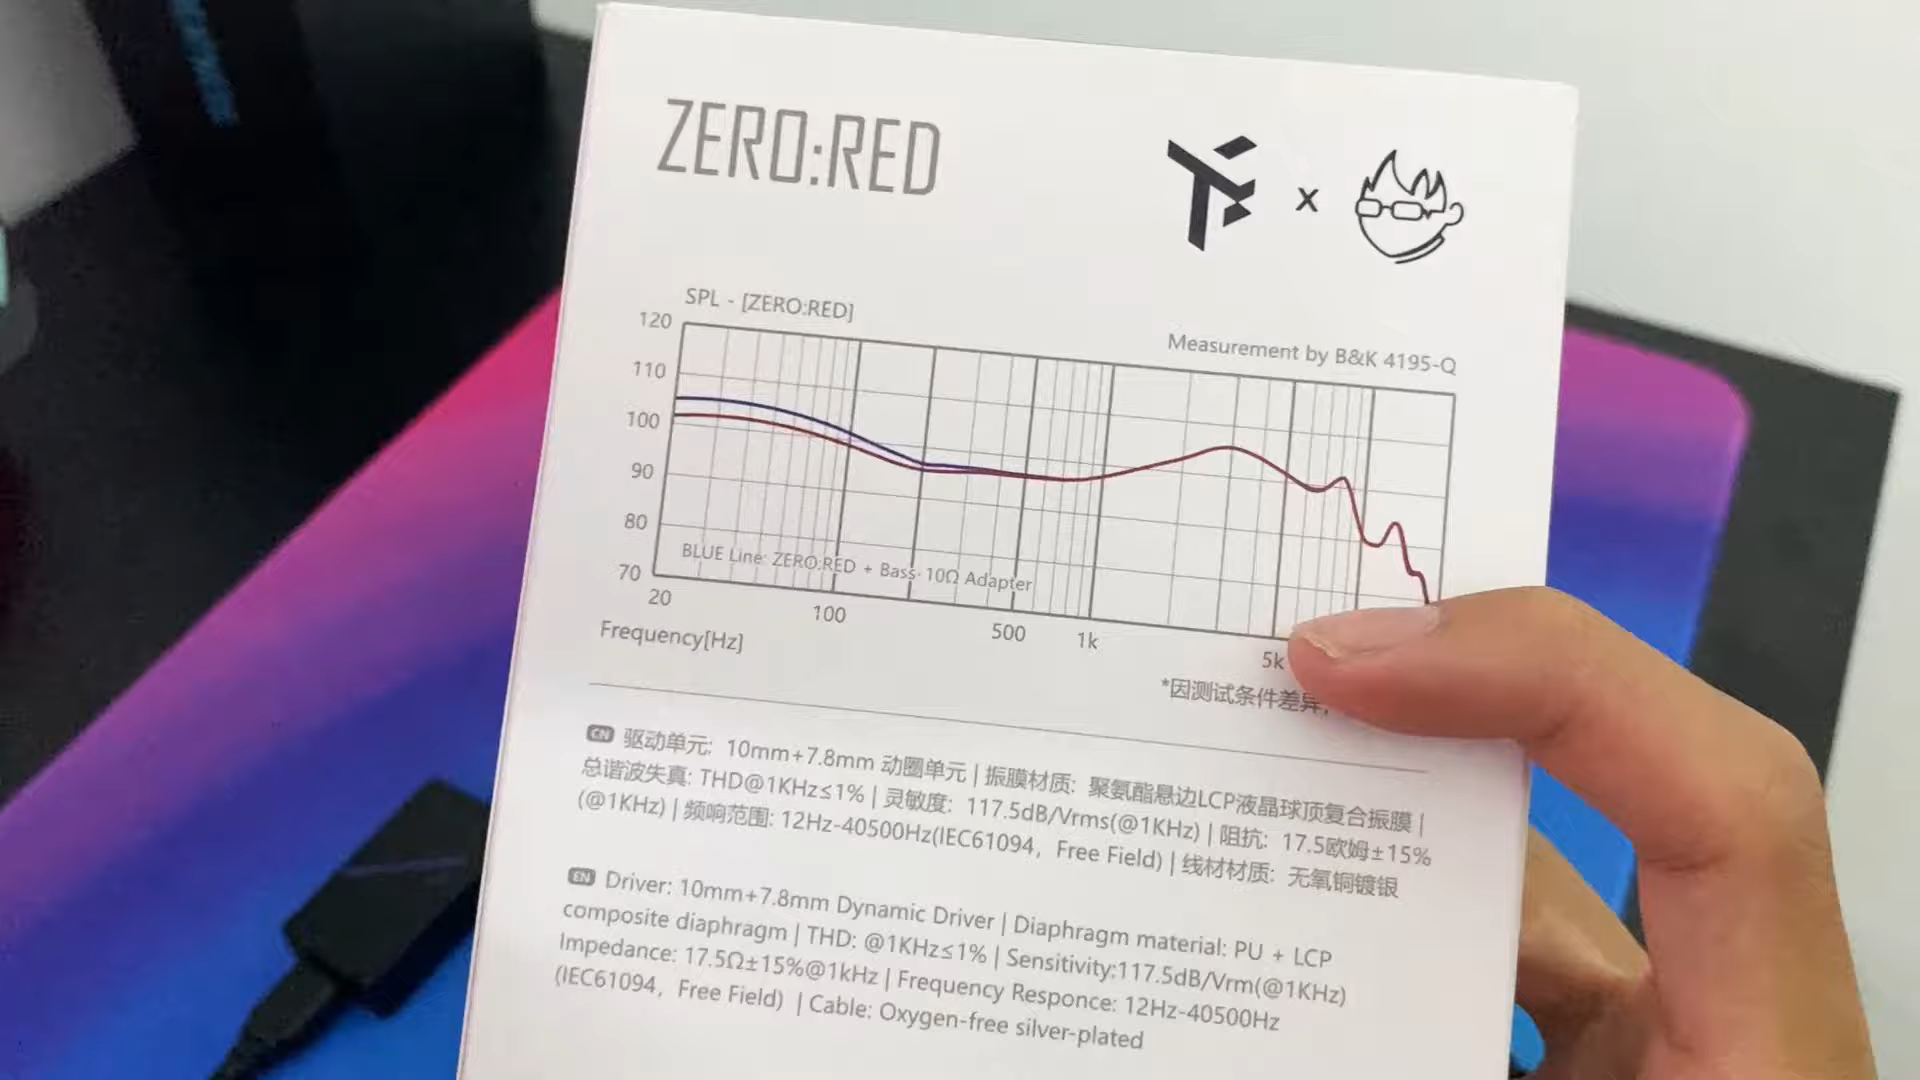 ZERO:RED
x
SPL - [ZERO:RED]
Measurement by B&K 4195-Q
120
110
100
90
80
70
BLUE Line: ZERO:RED + Bass- 10Ω Adapter
20
100
500
1k
5k
Frequency[Hz]
*因测试条件差异,
CN 驱动单元: 10mm+7.8mm 动圈单元 | 振膜材质: 聚氨酯悬边LCP液晶球顶复合振膜 |
总谐波失真: THD@1KHz≤1% | 灵敏度: 117.5dB/Vrms(@1KHz) | 阻抗: 17.5欧姆±15%
(@1KHz) | 频响范围: 12Hz-40500Hz(IEC61094, Free Field) | 线材材质: 无氧铜镀银
EN Driver: 10mm+7.8mm Dynamic Driver | Diaphragm material: PU + LCP
composite diaphragm | THD: @1KHz≤1% | Sensitivity:117.5dB/Vrm(@1KHz)
Impedance: 17.5Ω±15%@1kHz | Frequency Responce: 12Hz-40500Hz
(IEC61094, Free Field) | Cable: Oxygen-free silver-plated